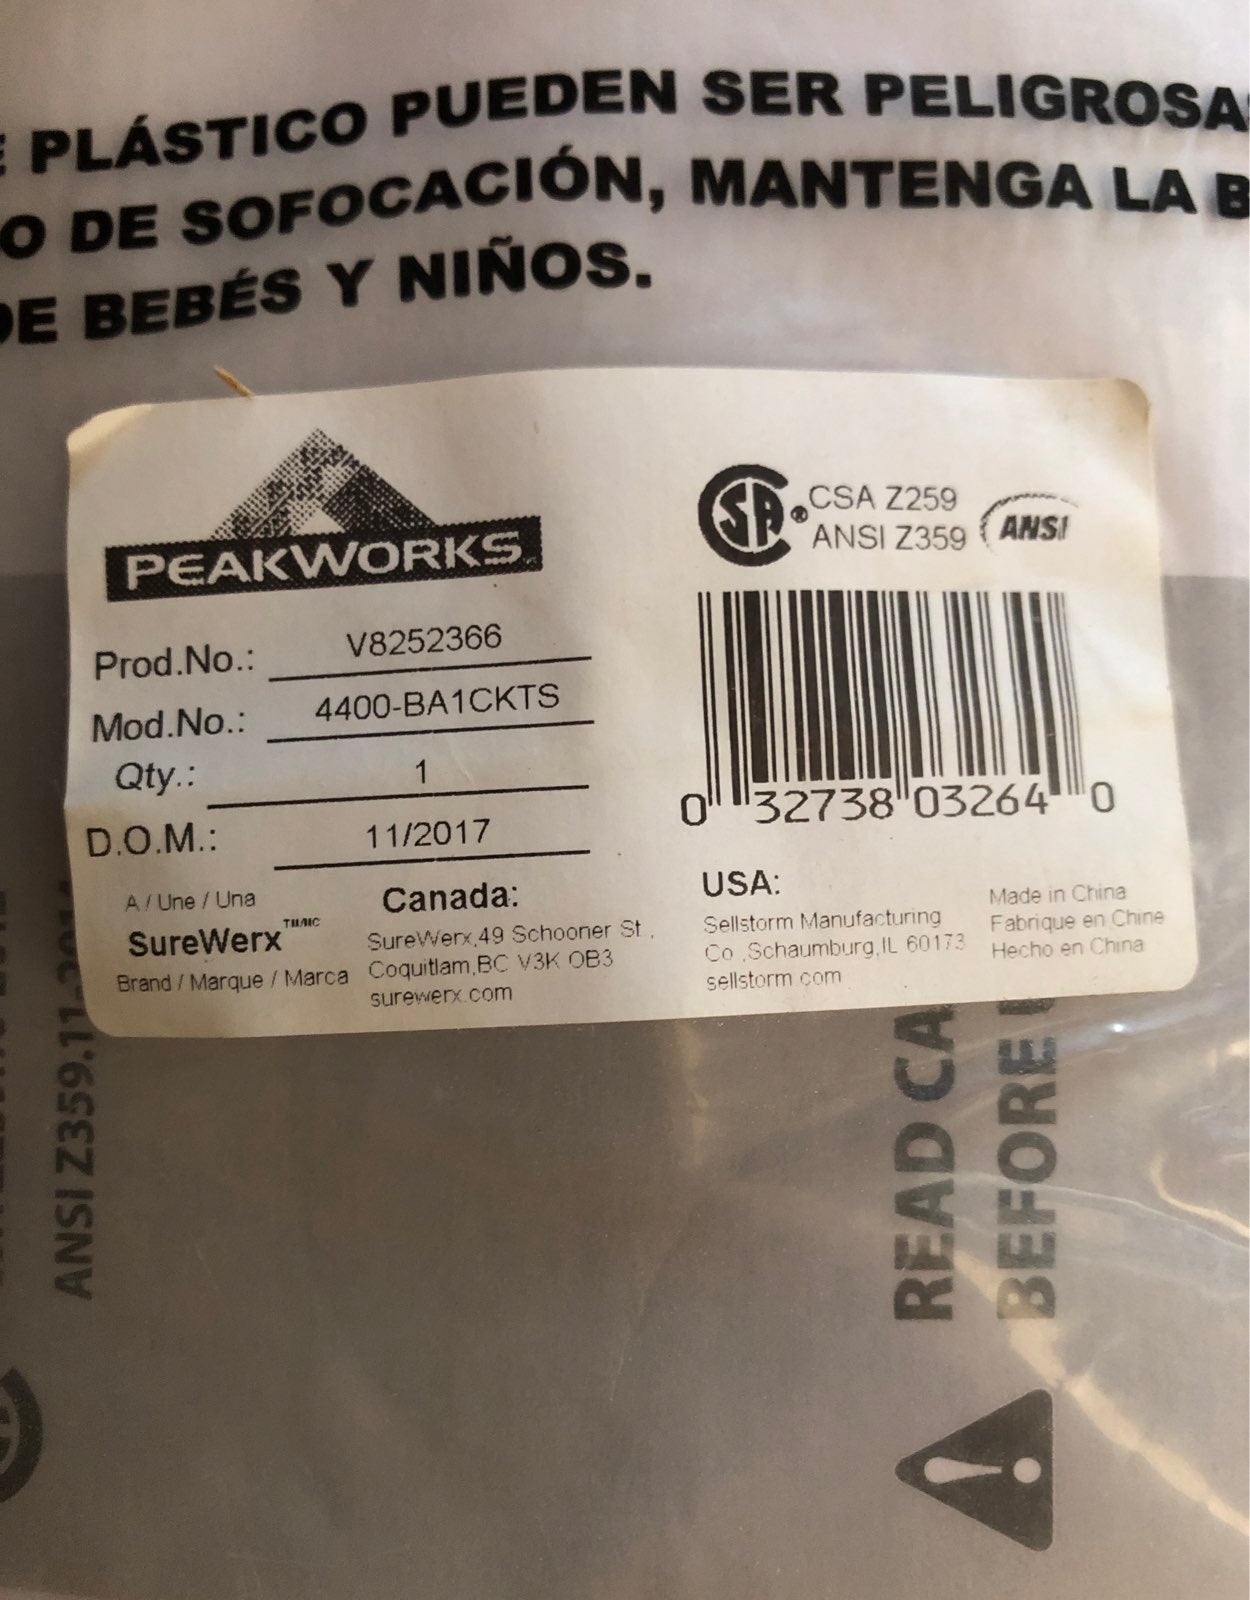 PLÁSTICO PUEDEN SER PELIGROSA
O DE SOFOCACIÓN, MANTENGA LA B
DE BEBÉS Y NIÑOS.
PEAKWORKS
CSA Z259
ANSI Z359
ANSI
Prod.No.: V8252366
Mod.No.: 4400-BA1CKTS
Qty.: 1
D.O.M.: 11/2017
0 32738 03264 0
A / Une / Una
SureWerx TM/MC
Brand / Marque / Marca
Canada:
SureWerx,49 Schooner St.,
Coquitlam,BC V3K 0B3
surewerx.com
USA:
Sellstorm Manufacturing
Co.,Schaumburg,IL 60173
sellstorm.com
Made in China
Fabrique en Chine
Hecho en China
ANSI Z359.11-2014
READ CA
BEFORE